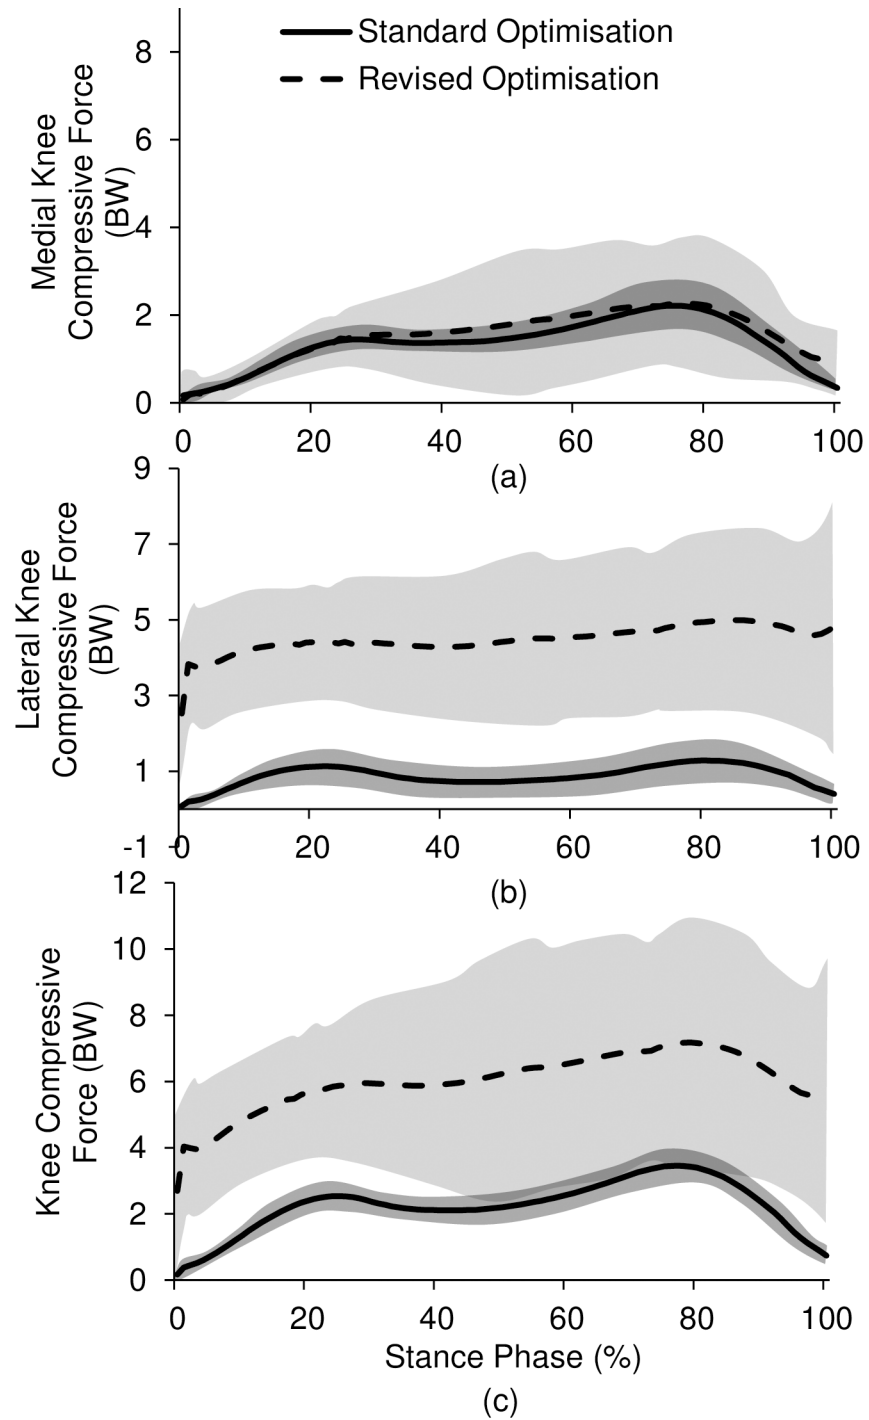 Standard Optimisation
Revised Optimisation
Medial Knee
Compressive Force
(BW)
8
6
4
2
0
0 20 40 60 80 100
(a)
Lateral Knee
Compressive Force
(BW)
9
7
5
3
1
-1
0 20 40 60 80 100
(b)
Knee Compressive
Force (BW)
12
10
8
6
4
2
0
0 20 40 60 80 100
Stance Phase (%)
(c)